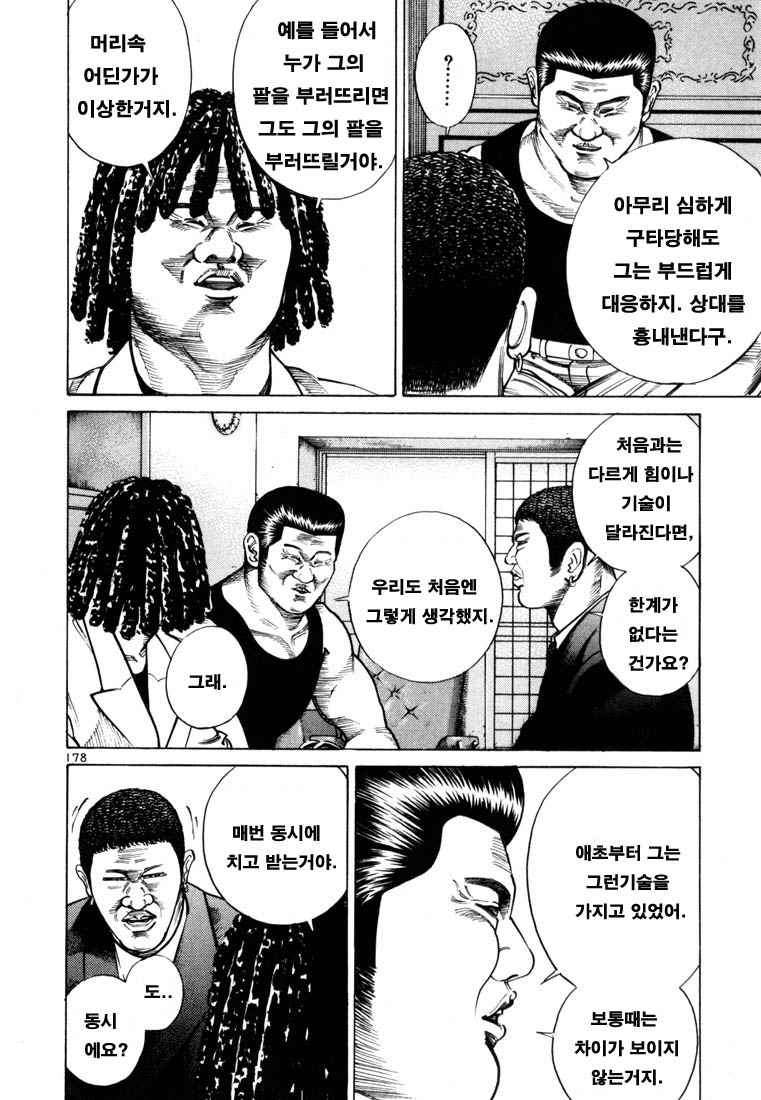 ......?
아무리 심하게
구타당해도
그는 부드럽게
대응하지. 상대를
흉내낸다구.
예를 들어서
누가 그의
팔을 부러뜨리면
그도 그의 팔을
부러뜨릴거야.
머리속
어딘가가
이상한거지.
처음과는
다르게 힘이나
기술이
달라진다면,
한계가
없다는
건가요?
우리도 처음엔
그렇게 생각했지.
그래.
178
애초부터 그는
그런기술을
가지고 있었어.
보통때는
차이가 보이지
않는거지.
매번 동시에
치고 받는거야.
도..
동시
에요?